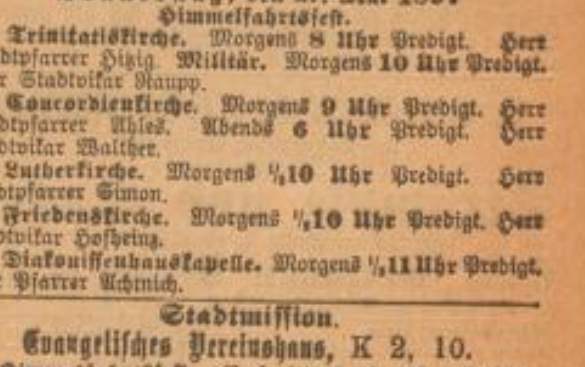 Himmelfahrtsfest.
Trinitatiskirche. Morgens 8 Uhr Predigt. Herr
dtpfarrer Hitzig Militär. Morgens 10 Uhr Predigt.
r Stadtvikar Raupp.
Concordienkirche. Morgens 9 Uhr Predigt. Herr
dtpfarrer Ahles. Abends 6 Uhr Predigt. Herr
dtvikar Walther.
Lutherkirche. Morgens ½10 Uhr Predigt. Herr
dtpfarrer Simon.
Friedenskirche. Morgens ½10 Uhr Predigt. Herr
dtvikar Hofheinz.
Diakonissenhauskapelle. Morgens ½11 Uhr Predigt.
Pfarrer Achtnich.
Stadtmission.
Evangelisches Vereinshaus, K 2, 10.